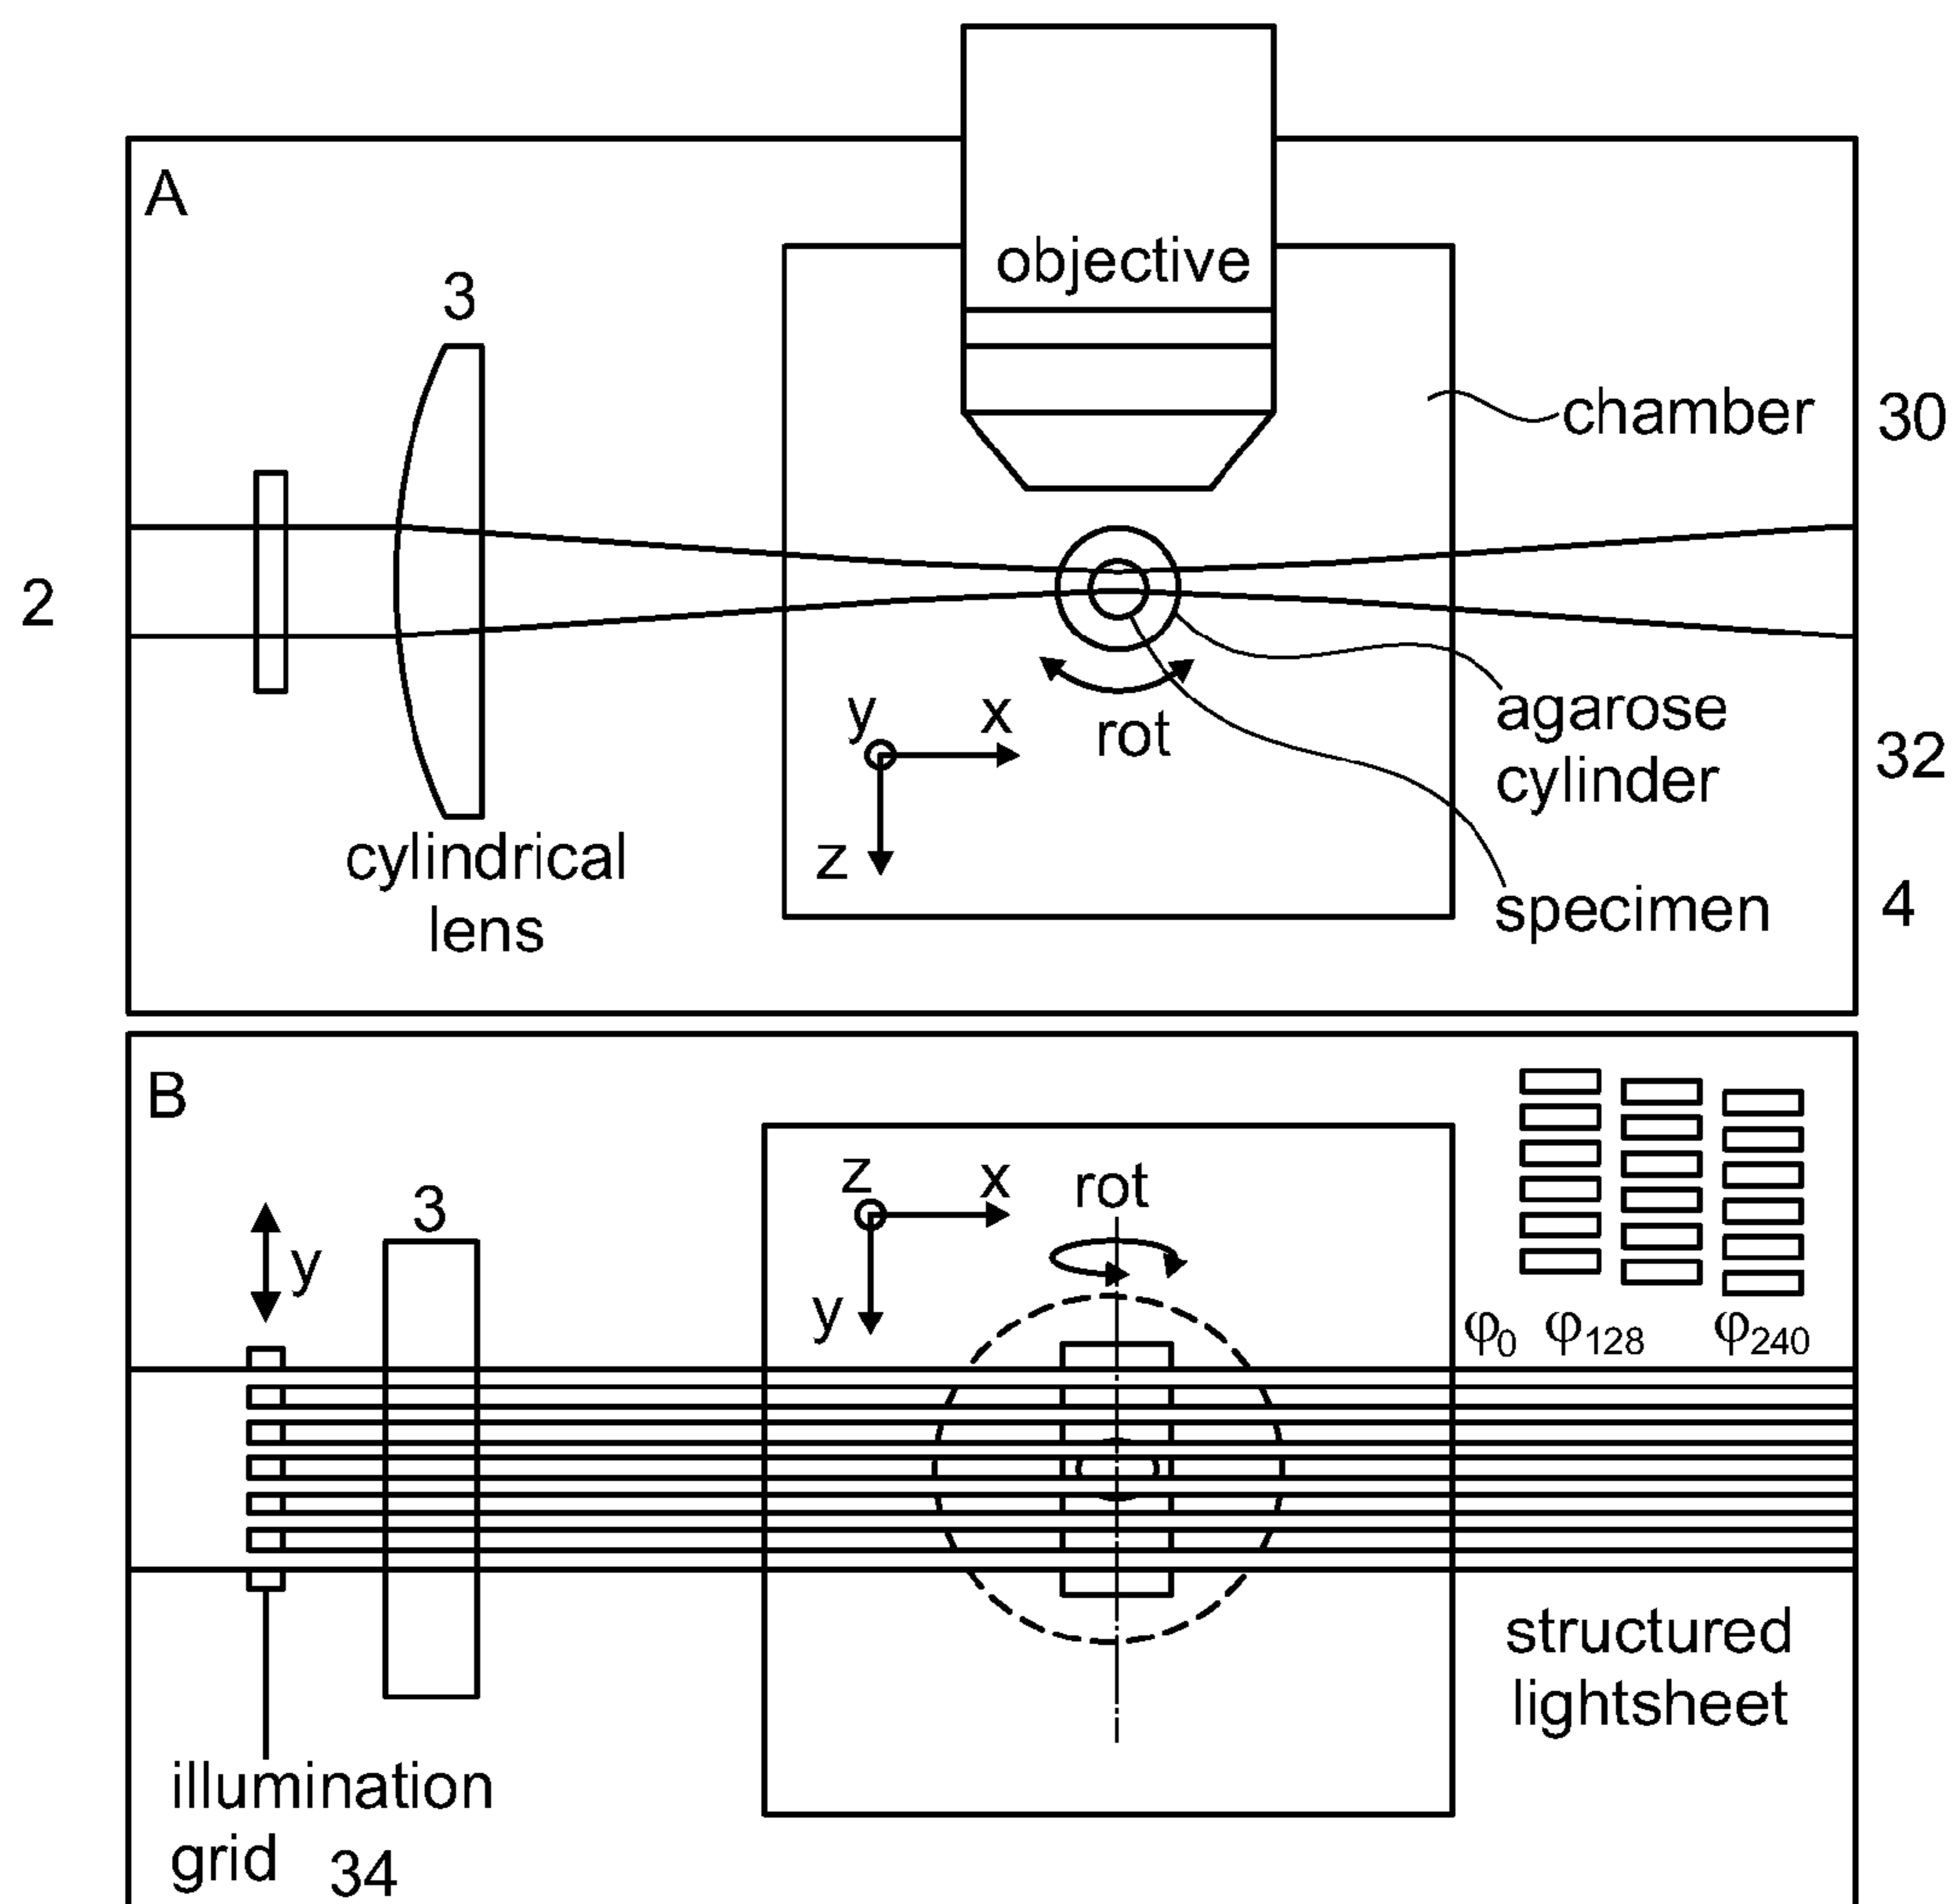 A
objective
3
chamber 30
2
y x rot
z
agarose
cylinder
32
cylindrical
lens
specimen 4
B
z x rot
3
y
y
φ0 φ128 φ240
structured
lightsheet
illumination
grid 34